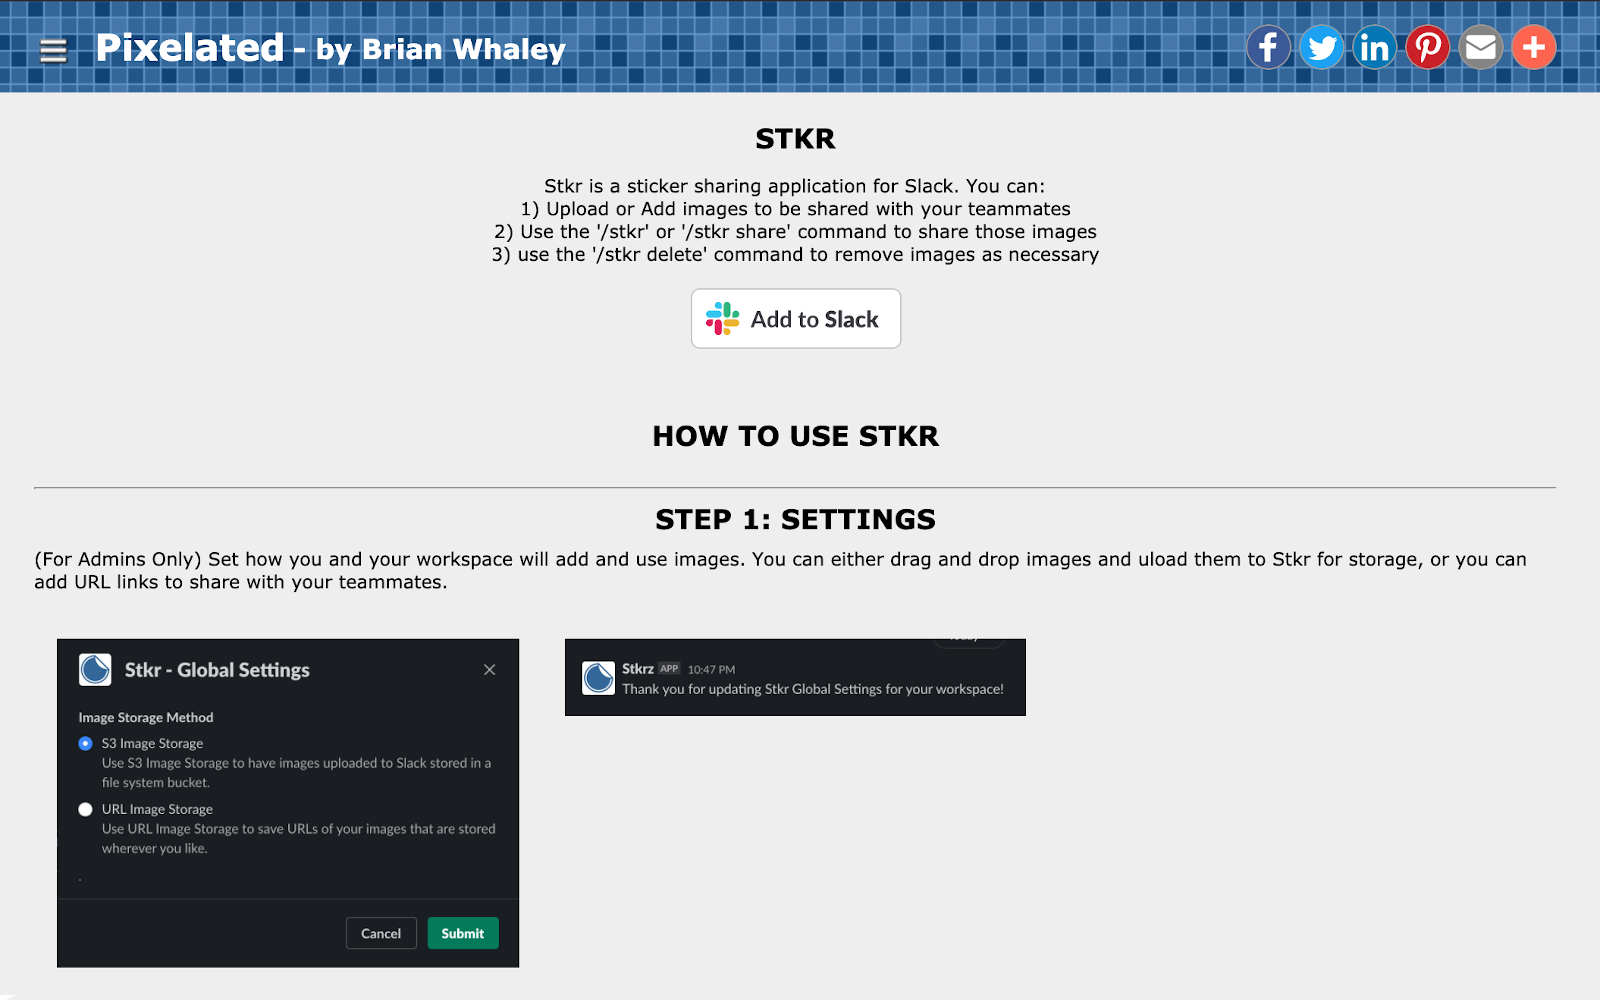 Pixelated - by Brian Whaley
STKR
Stkr is a sticker sharing application for Slack. You can:
1) Upload or Add images to be shared with your teammates
2) Use the '/stkr' or '/stkr share' command to share those images
3) use the '/stkr delete' command to remove images as necessary
Add to Slack
HOW TO USE STKR
STEP 1: SETTINGS
(For Admins Only) Set how you and your workspace will add and use images. You can either drag and drop images and uload them to Stkr for storage, or you can
add URL links to share with your teammates.
Stkr - Global Settings
Image Storage Method
S3 Image Storage
Use S3 Image Storage to have images uploaded to Slack stored in a
file system bucket.
URL Image Storage
Use URL Image Storage to save URLs of your images that are stored
wherever you like.
.
Cancel Submit
Stkrz APP 10:47 PM
Thank you for updating Stkr Global Settings for your workspace!